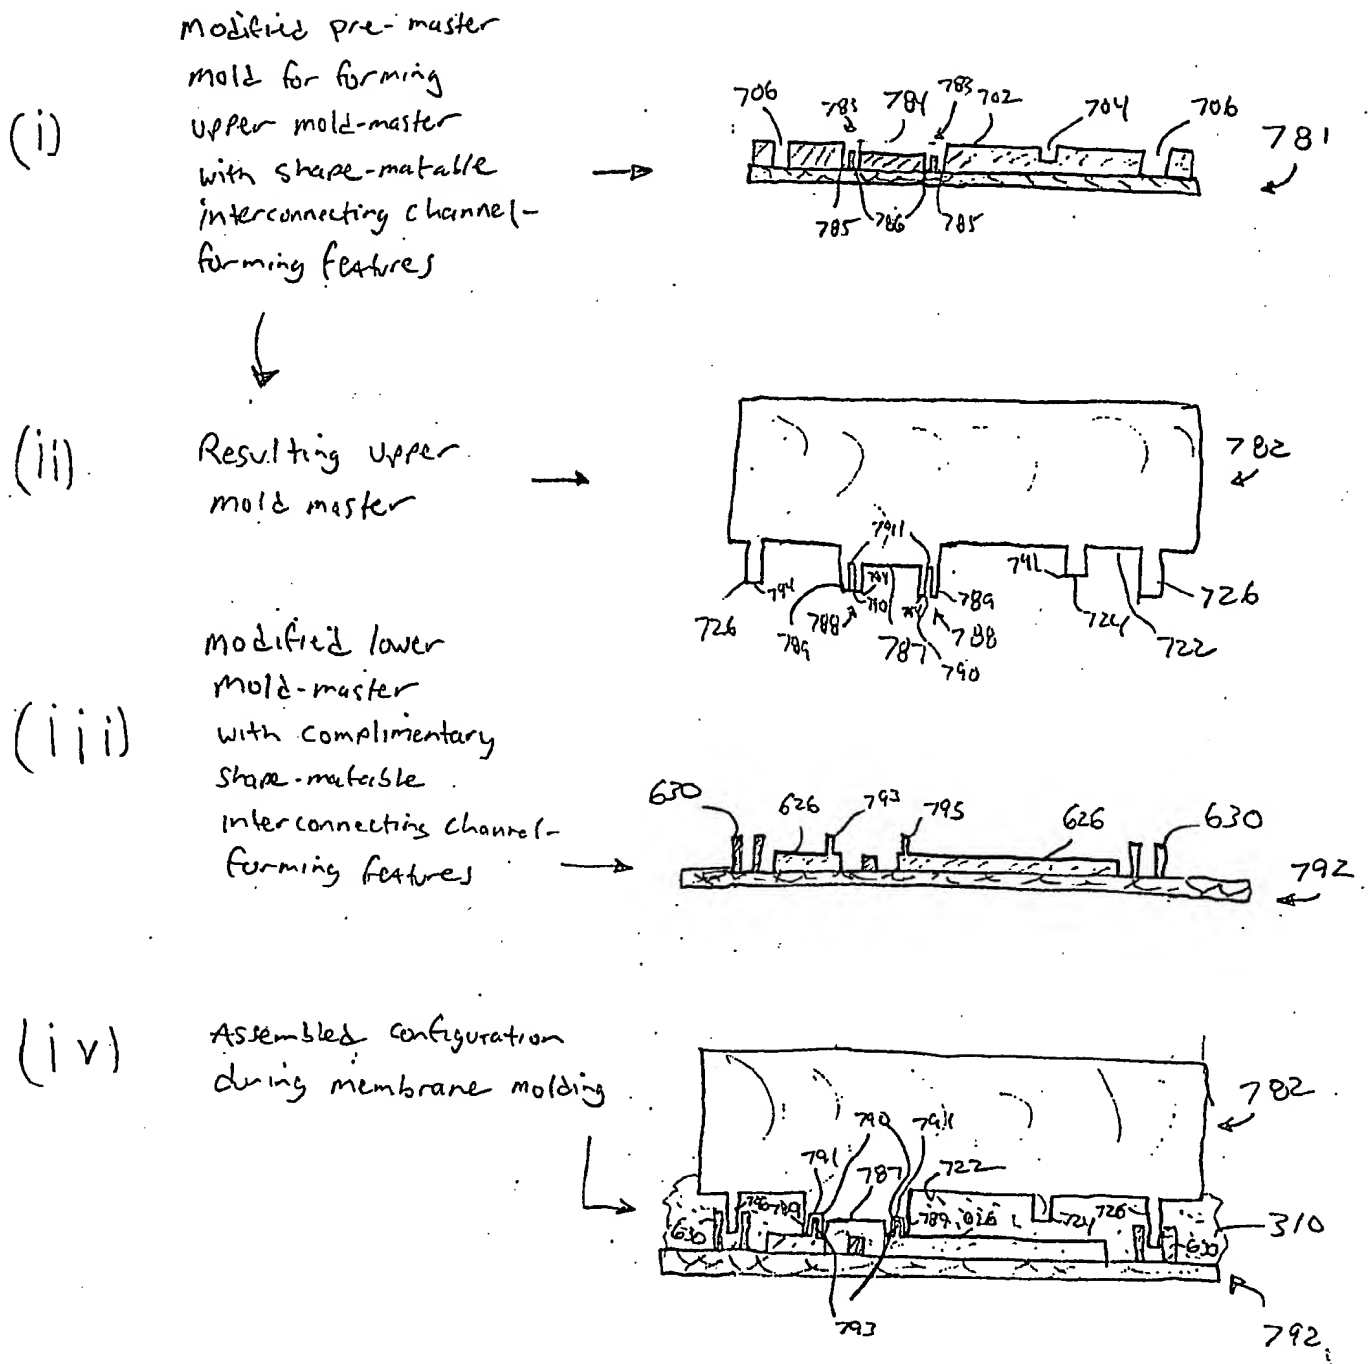 (i)
Modified pre-master
mold for forming
upper mold-master
with shape-matable
interconnecting channel-
forming features
706
783
784
783
702
704
706
781
785
786
785
(ii)
Resulting upper
mold master
782
791
726
794
789
788
790
794
787
790
788
789
791
724
722
726
(iii)
modified lower
mold-master
with complimentary
shape-matable
interconnecting channel-
forming features
630
626
793
795
626
630
792
(iv)
Assembled configuration
during membrane molding
782
790
791
791
787
722
630
789
789
626
724
726
630
310
793
792